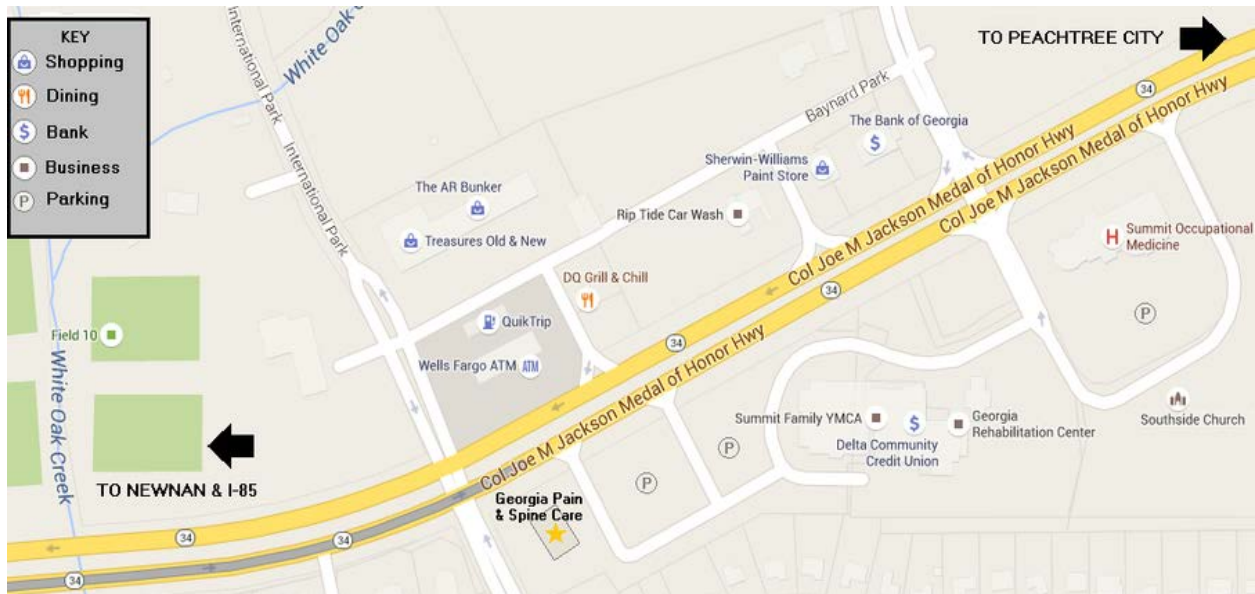 KEY
Shopping
Dining
$ Bank
Business
P Parking
International Park
International Park
White Oak Creek
TO PEACHTREE CITY
34
Baynard Park
The Bank of Georgia
$
Col Joe M Jackson Medal of Honor Hwy
Col Joe M Jackson Medal of Honor Hwy
Sherwin-Williams
Paint Store
The AR Bunker
Treasures Old & New
Rip Tide Car Wash
H Summit Occupational
Medicine
DQ Grill & Chill
34
P
QuikTrip
Field 10
34
Wells Fargo ATM ATM
Col Joe M Jackson Medal of Honor Hwy
Col Joe M Jackson Medal of Honor Hwy
White Oak Creek
Summit Family YMCA
$
Delta Community
Credit Union
Georgia
Rehabilitation Center
Southside Church
P
P
TO NEWNAN & I-85
Georgia Pain
& Spine Care
34
34
34